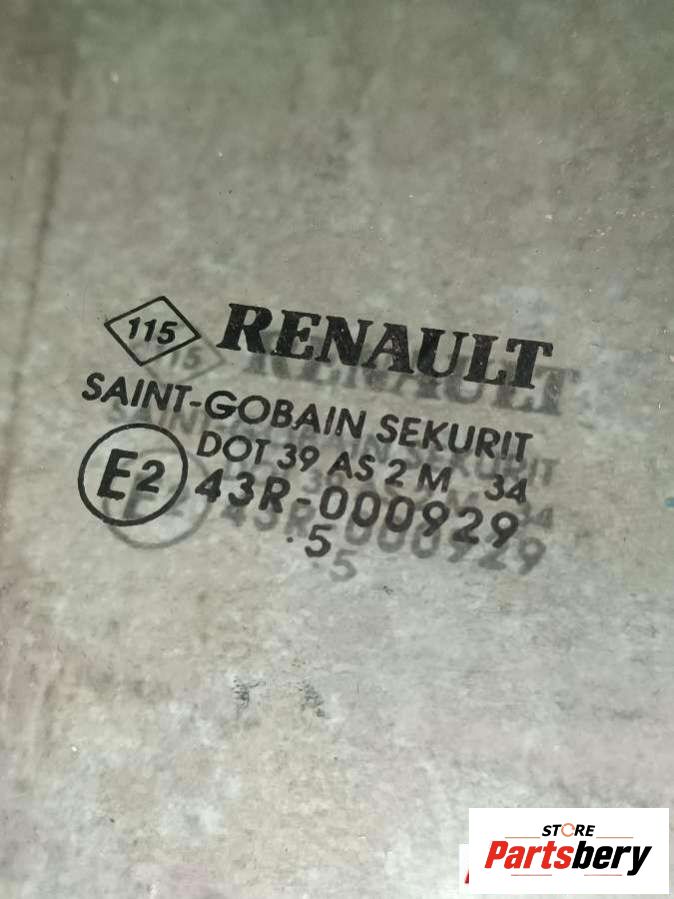 115 RENAULT
SAINT-GOBAIN SEKURIT
DOT 39 AS 2 M 34
E2 43R-000929
.5
STORE
Partsbery